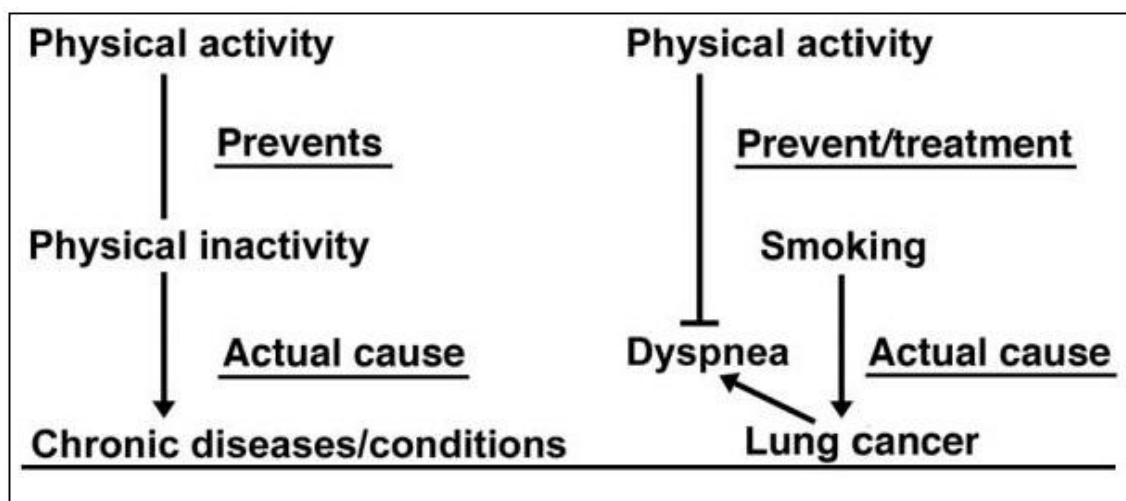 Physical activity
Prevents
Physical inactivity
Actual cause
Chronic diseases/conditions
Physical activity
Prevent/treatment
Smoking
Dyspnea
Actual cause
Lung cancer